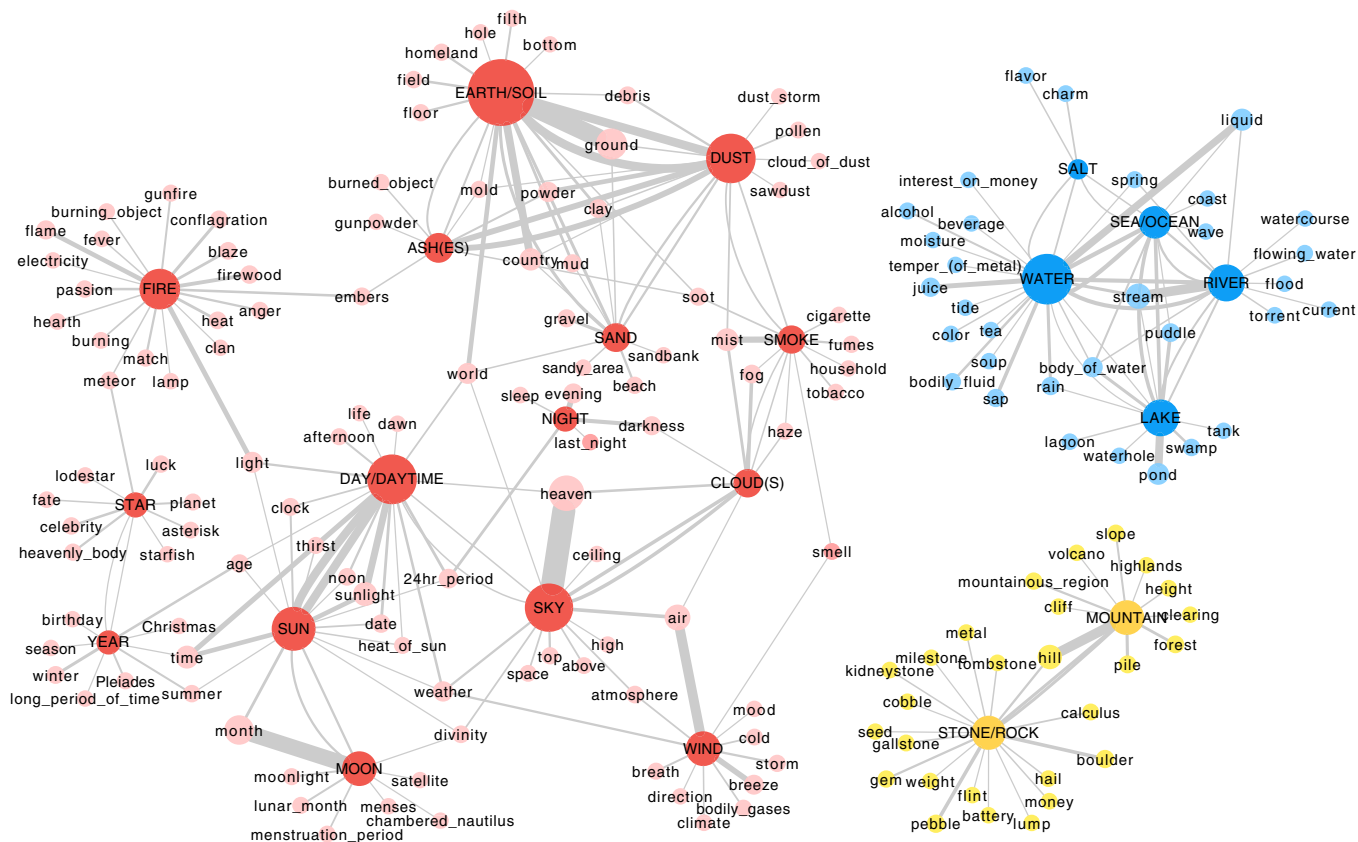 filth
hole
homeland
bottom
field
EARTH/SOIL
floor
debris
dust_storm
pollen
ground
DUST
cloud_of_dust
sawdust
burned_object
mold
powder
clay
gunpowder
ASH(ES)
country
mud
embers
soot
gunfire
burning_object
conflagration
flame
fever
blaze
electricity
firewood
passion
FIRE
anger
hearth
heat
burning
clan
match
meteor
lamp
gravel
SAND
sandbank
sandy_area
beach
world
mist
SMOKE
cigarette
fumes
household
fog
tobacco
haze
sleep
evening
NIGHT
last_night
darkness
life
dawn
afternoon
DAY/DAYTIME
light
clock
heaven
CLOUD(S)
smell
lodestar
luck
fate
STAR
planet
celebrity
asterisk
heavenly_body
starfish
age
thirst
noon
sunlight
24hr_period
ceiling
SKY
air
birthday
Christmas
YEAR
season
time
SUN
date
heat_of_sun
winter
Pleiades
long_period_of_time
summer
weather
high
top
above
space
atmosphere
month
divinity
MOON
moonlight
satellite
lunar_month
menses
chambered_nautilus
menstruation_period
mood
cold
WIND
storm
breath
breeze
direction
bodily_gases
climate
flavor
charm
liquid
SALT
spring
interest_on_money
coast
alcohol
beverage
SEA/OCEAN
wave
watercourse
moisture
flowing_water
temper_(of_metal)
WATER
juice
stream
RIVER
flood
tide
torrent
current
color
tea
puddle
soup
body_of_water
bodily_fluid
rain
sap
LAKE
tank
lagoon
swamp
waterhole
pond
slope
volcano
highlands
mountainous_region
height
cliff
MOUNTAIN
clearing
metal
forest
milestone
tombstone
hill
pile
kidneystone
cobble
calculus
seed
gallstone
STONE/ROCK
boulder
gem
weight
hail
flint
money
pebble
battery
lump